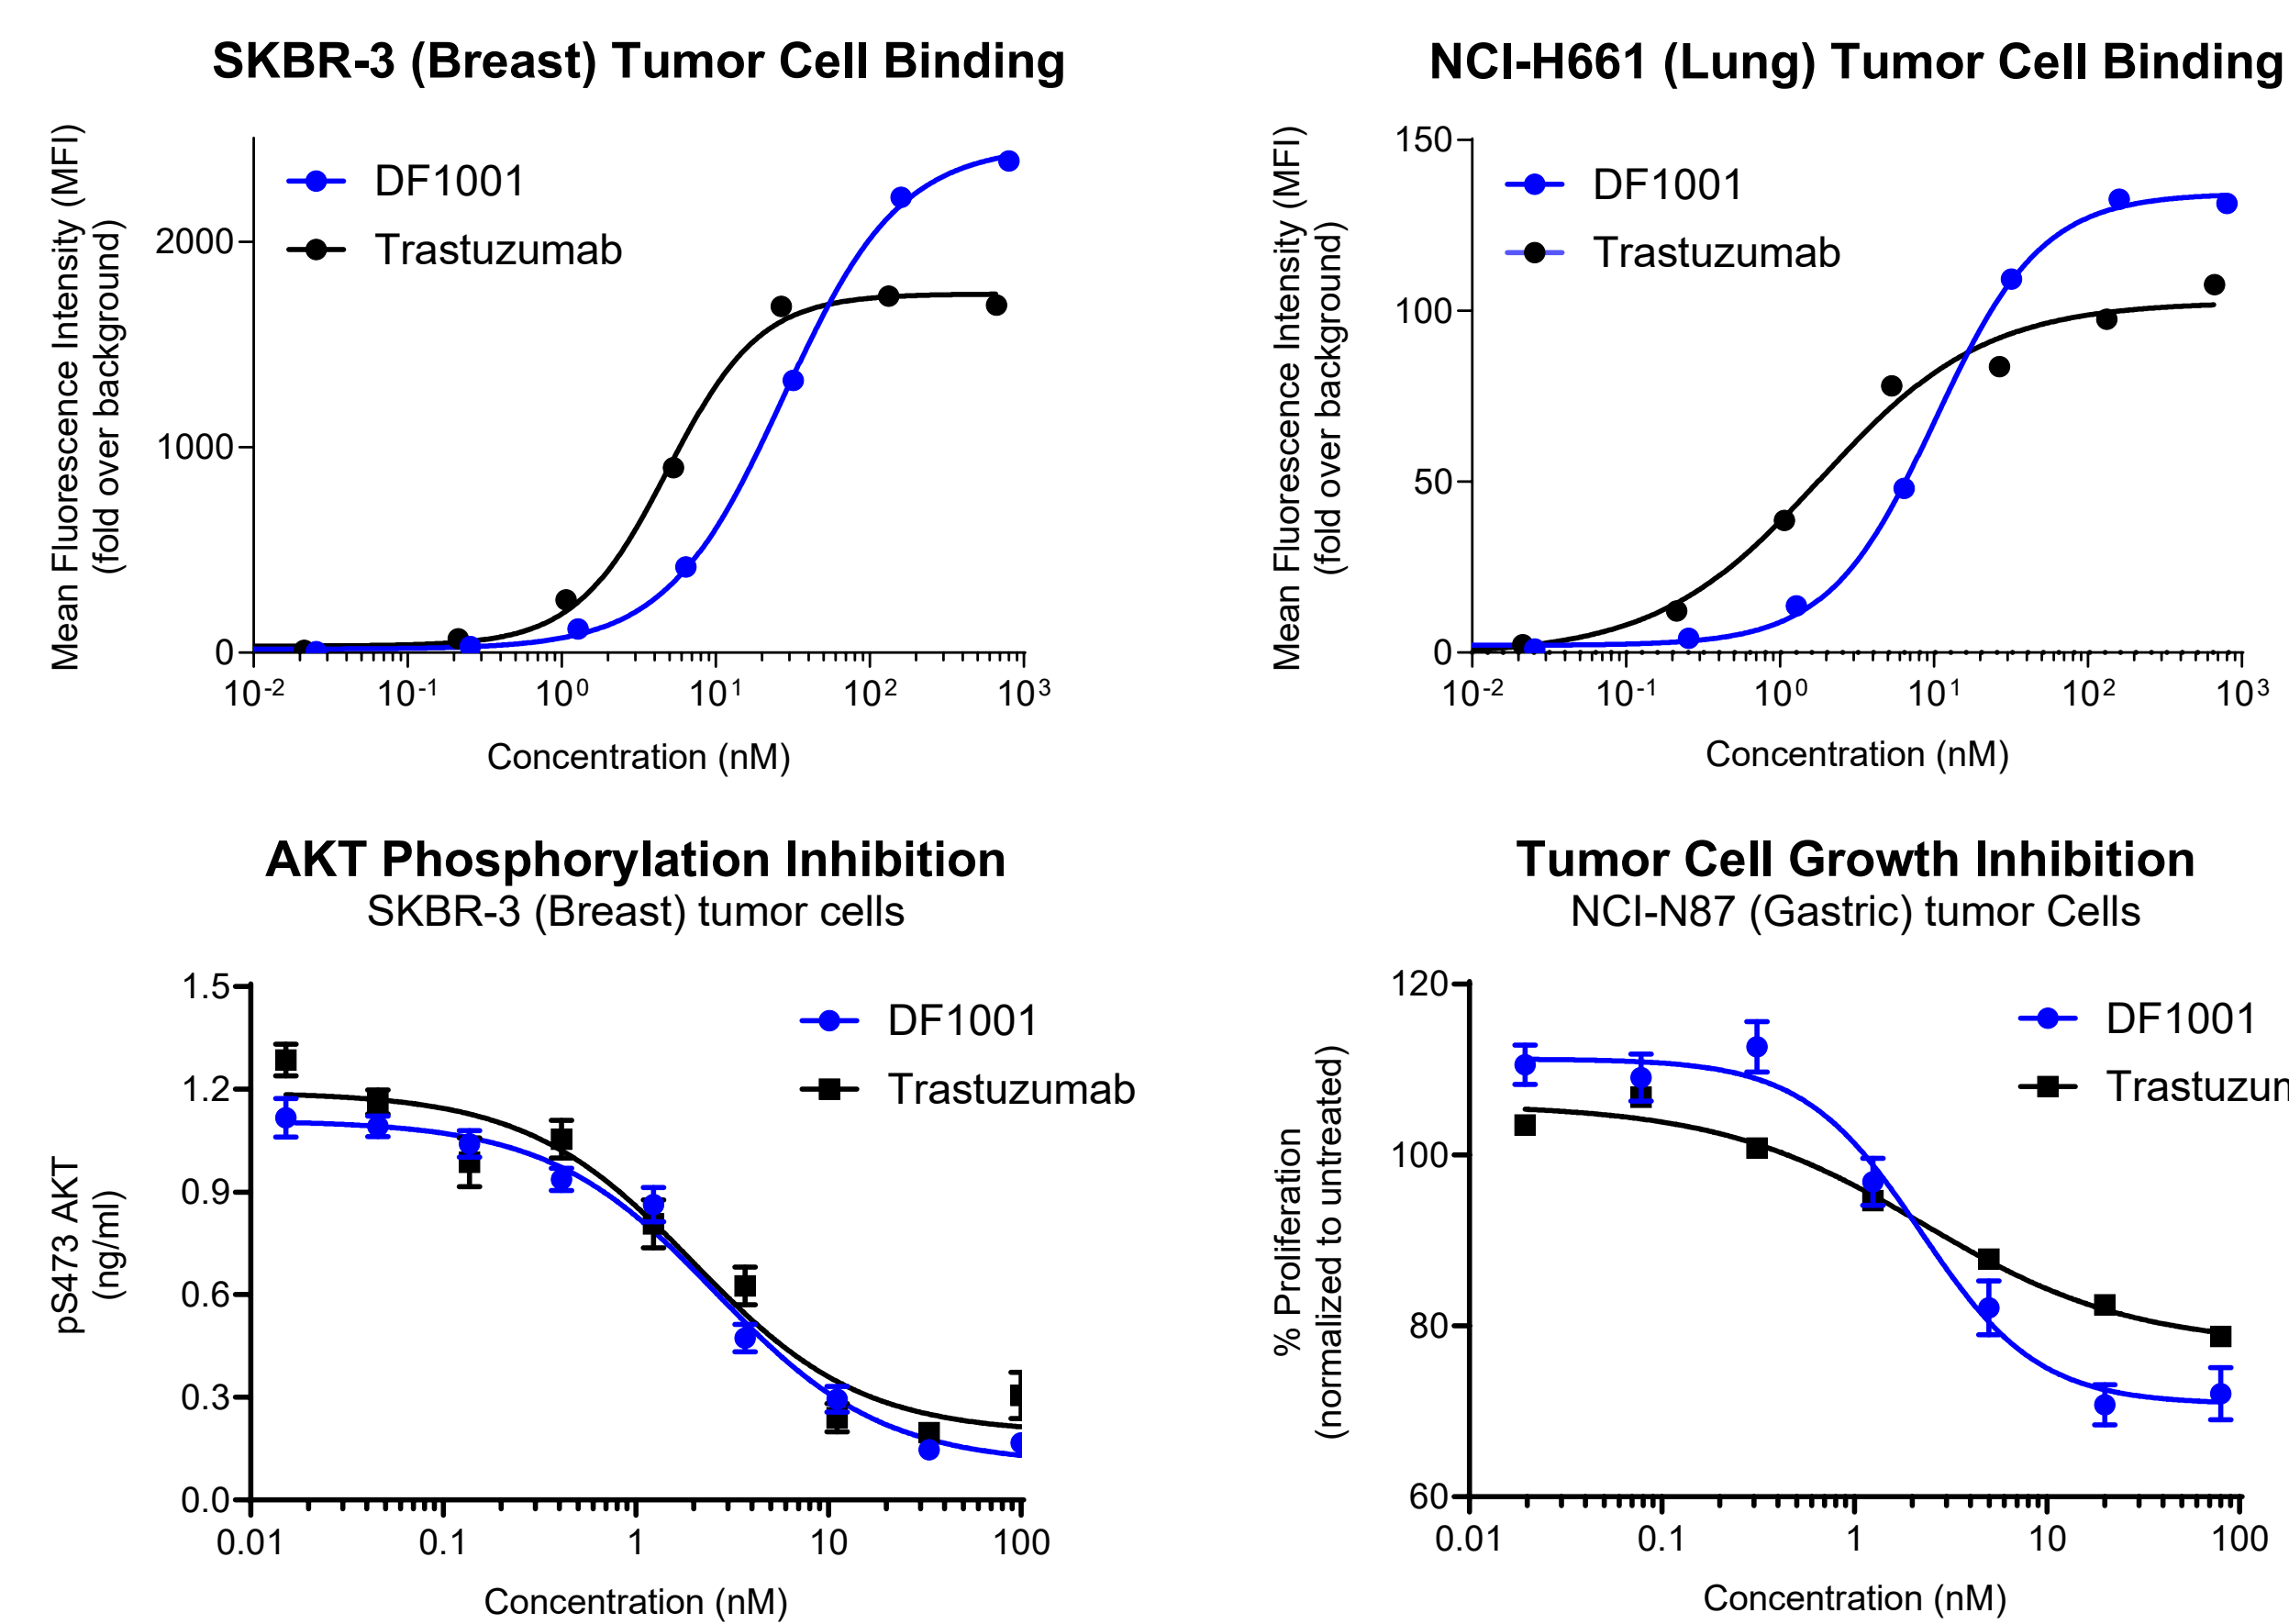 SKBR-3 (Breast) Tumor Cell Binding
Mean Fluorescence Intensity (MFI)
(fold over background)
DF1001
Trastuzumab
2000
1000
0
10-2
10-1
100
101
102
103
Concentration (nM)
NCI-H661 (Lung) Tumor Cell Binding
Mean Fluorescence Intensity (MFI)
(fold over background)
DF1001
Trastuzumab
150
100
50
0
10-2
10-1
100
101
102
103
Concentration (nM)
AKT Phosphorylation Inhibition
SKBR-3 (Breast) tumor cells
pS473 AKT
(ng/ml)
DF1001
Trastuzumab
1.5
1.2
0.9
0.6
0.3
0.0
0.01
0.1
1
10
100
Concentration (nM)
Tumor Cell Growth Inhibition
NCI-N87 (Gastric) tumor Cells
% Proliferation
(normalized to untreated)
DF1001
120
100
80
60
0.01
0.1
1
10
100
Concentration (nM)